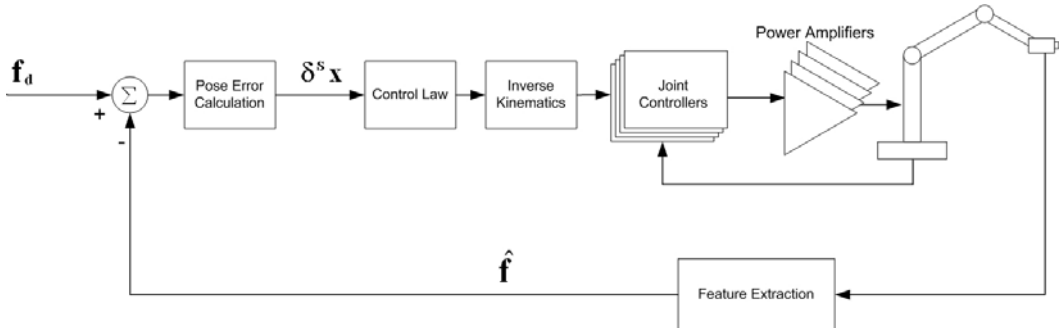 Power Amplifiers
f_d
δ^s x
Σ
+
-
Pose Error
Calculation
Control Law
Inverse
Kinematics
Joint
Controllers
f̂
Feature Extraction